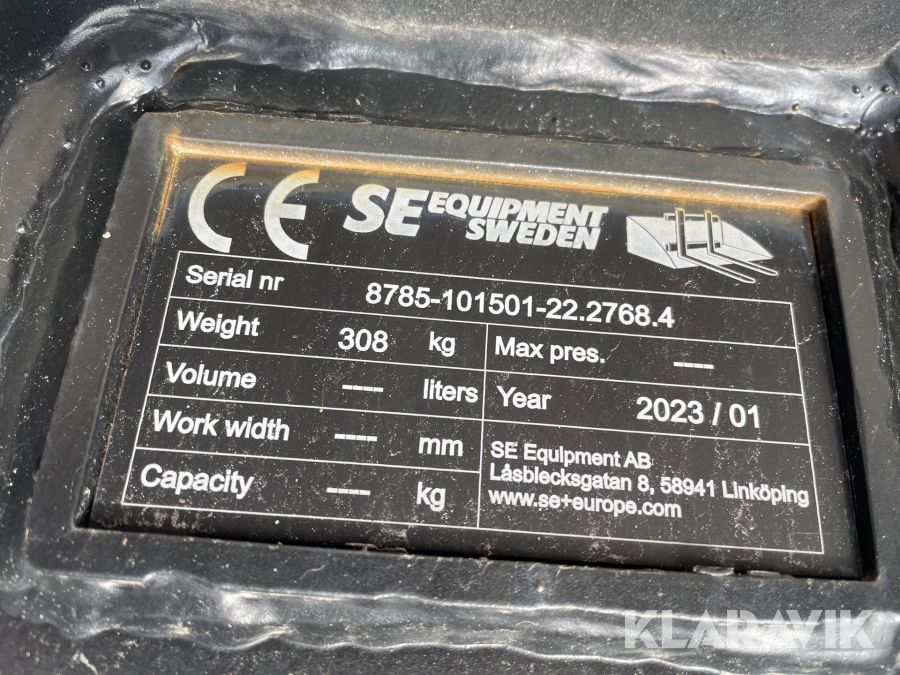 CE SE EQUIPMENT
SWEDEN
Serial nr 8785-101501-22.2768.4
Weight 308 kg
Max pres. ----
Volume ---- liters
Year 2023 / 01
Work width ---- mm
Capacity ---- kg
SE Equipment AB
Låsblecksgatan 8, 58941 Linköping
www.se+europe.com
KLARAVIK